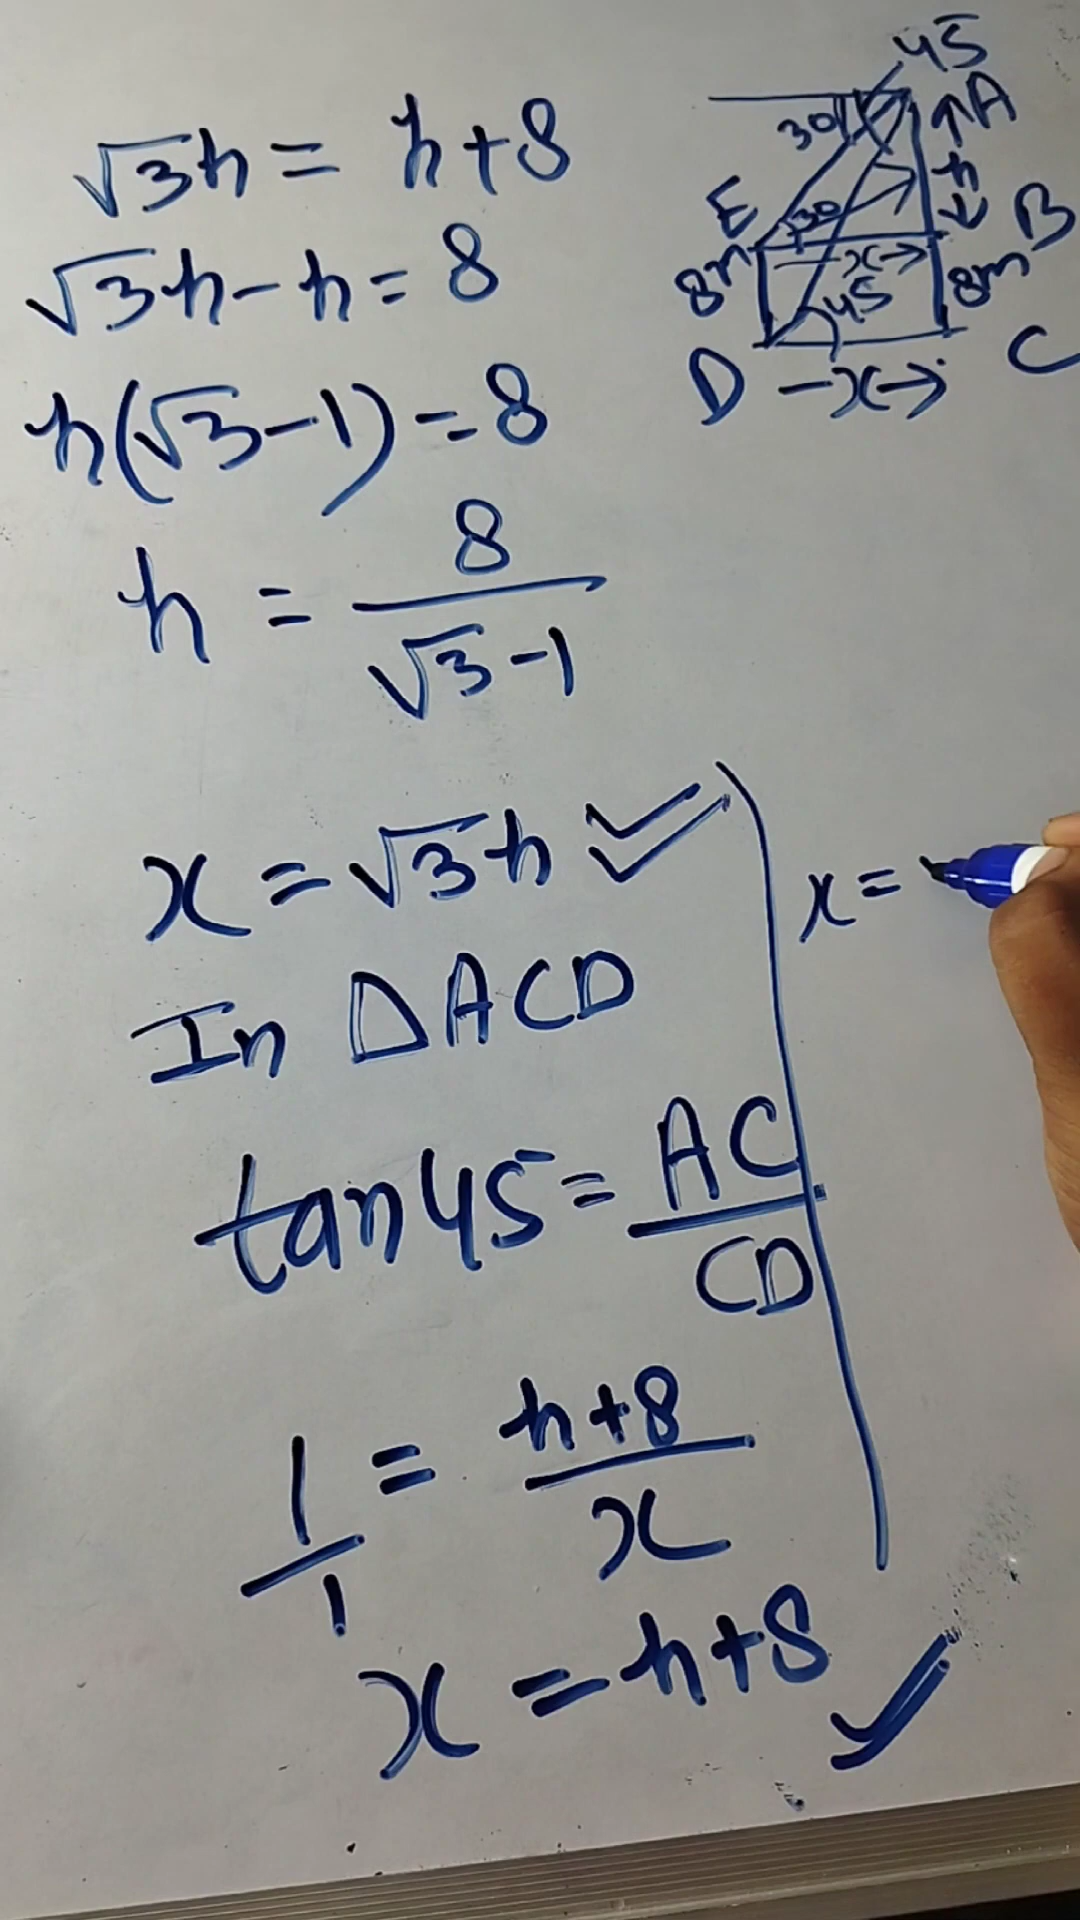 √3h = h+8
√3h-h = 8
h(√3-1) = 8
h = 8/(√3-1)
x = √3h
In ΔACD
tan45 = AC/CD
1/1 = (h+8)/x
x = h+8
x =
45
30
A
h
E
30
B
8m
x
45
8m
D
x
C